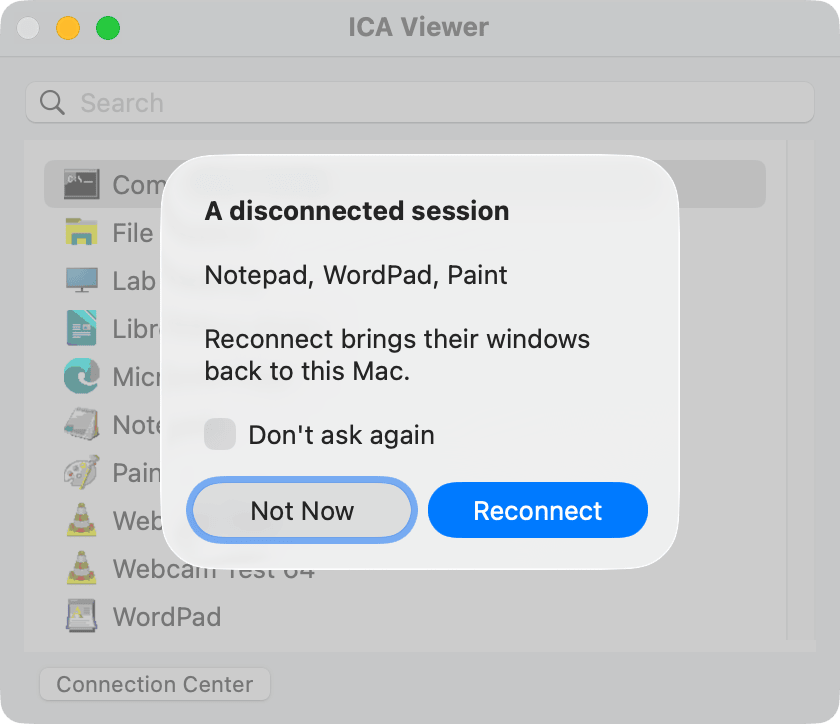 ICA Viewer
Search
Com
File
Lab
Libr
Micr
Note
Pain
Web
Webcam Test 64
WordPad
A disconnected session
Notepad, WordPad, Paint
Reconnect brings their windows
back to this Mac.
Don't ask again
Not Now
Reconnect
Connection Center